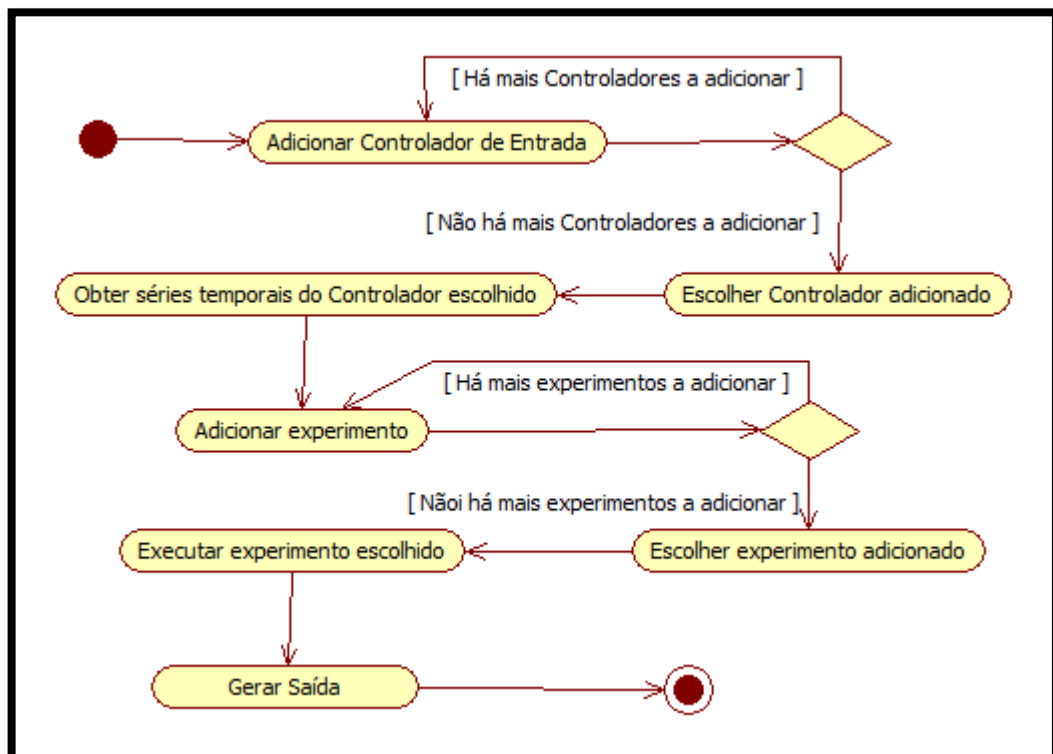 [ Há mais Controladores a adicionar ]
Adicionar Controlador de Entrada
[ Não há mais Controladores a adicionar ]
Obter séries temporais do Controlador escolhido
Escolher Controlador adicionado
[ Há mais experimentos a adicionar ]
Adicionar experimento
[ Nãoi há mais experimentos a adicionar ]
Executar experimento escolhido
Escolher experimento adicionado
Gerar Saída